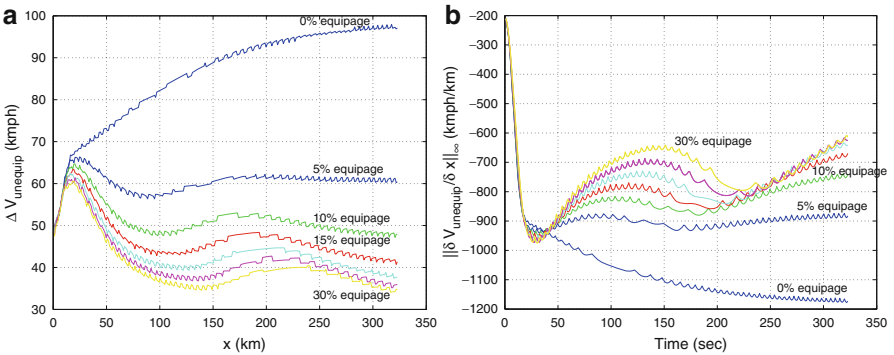 a
100
90
80
70
60
50
40
30
0
50
100
150
200
250
300
350
Δ V unequip (kmph)
x (km)
0% equipage
5% equipage
10% equipage
15% equipage
30% equipage
b
−200
−300
−400
−500
−600
−700
−800
−900
−1000
−1100
−1200
0
50
100
150
200
250
300
350
||δ V unequip/δ x||∞ (kmph/km)
Time (sec)
30% equipage
10% equipage
5% equipage
0% equipage